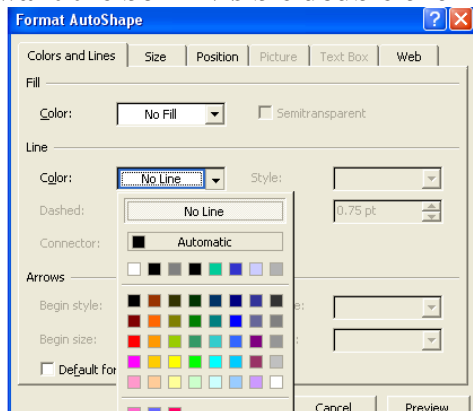 Format AutoShape
Colors and Lines Size Position Picture Text Box Web
Fill
Color: No Fill Semitransparent
Line
Color: No Line Style:
No Line
Dashed: 0.75 pt
Automatic
Connector:
Arrows
Begin style:
Begin size:
Default for
Cancel Preview